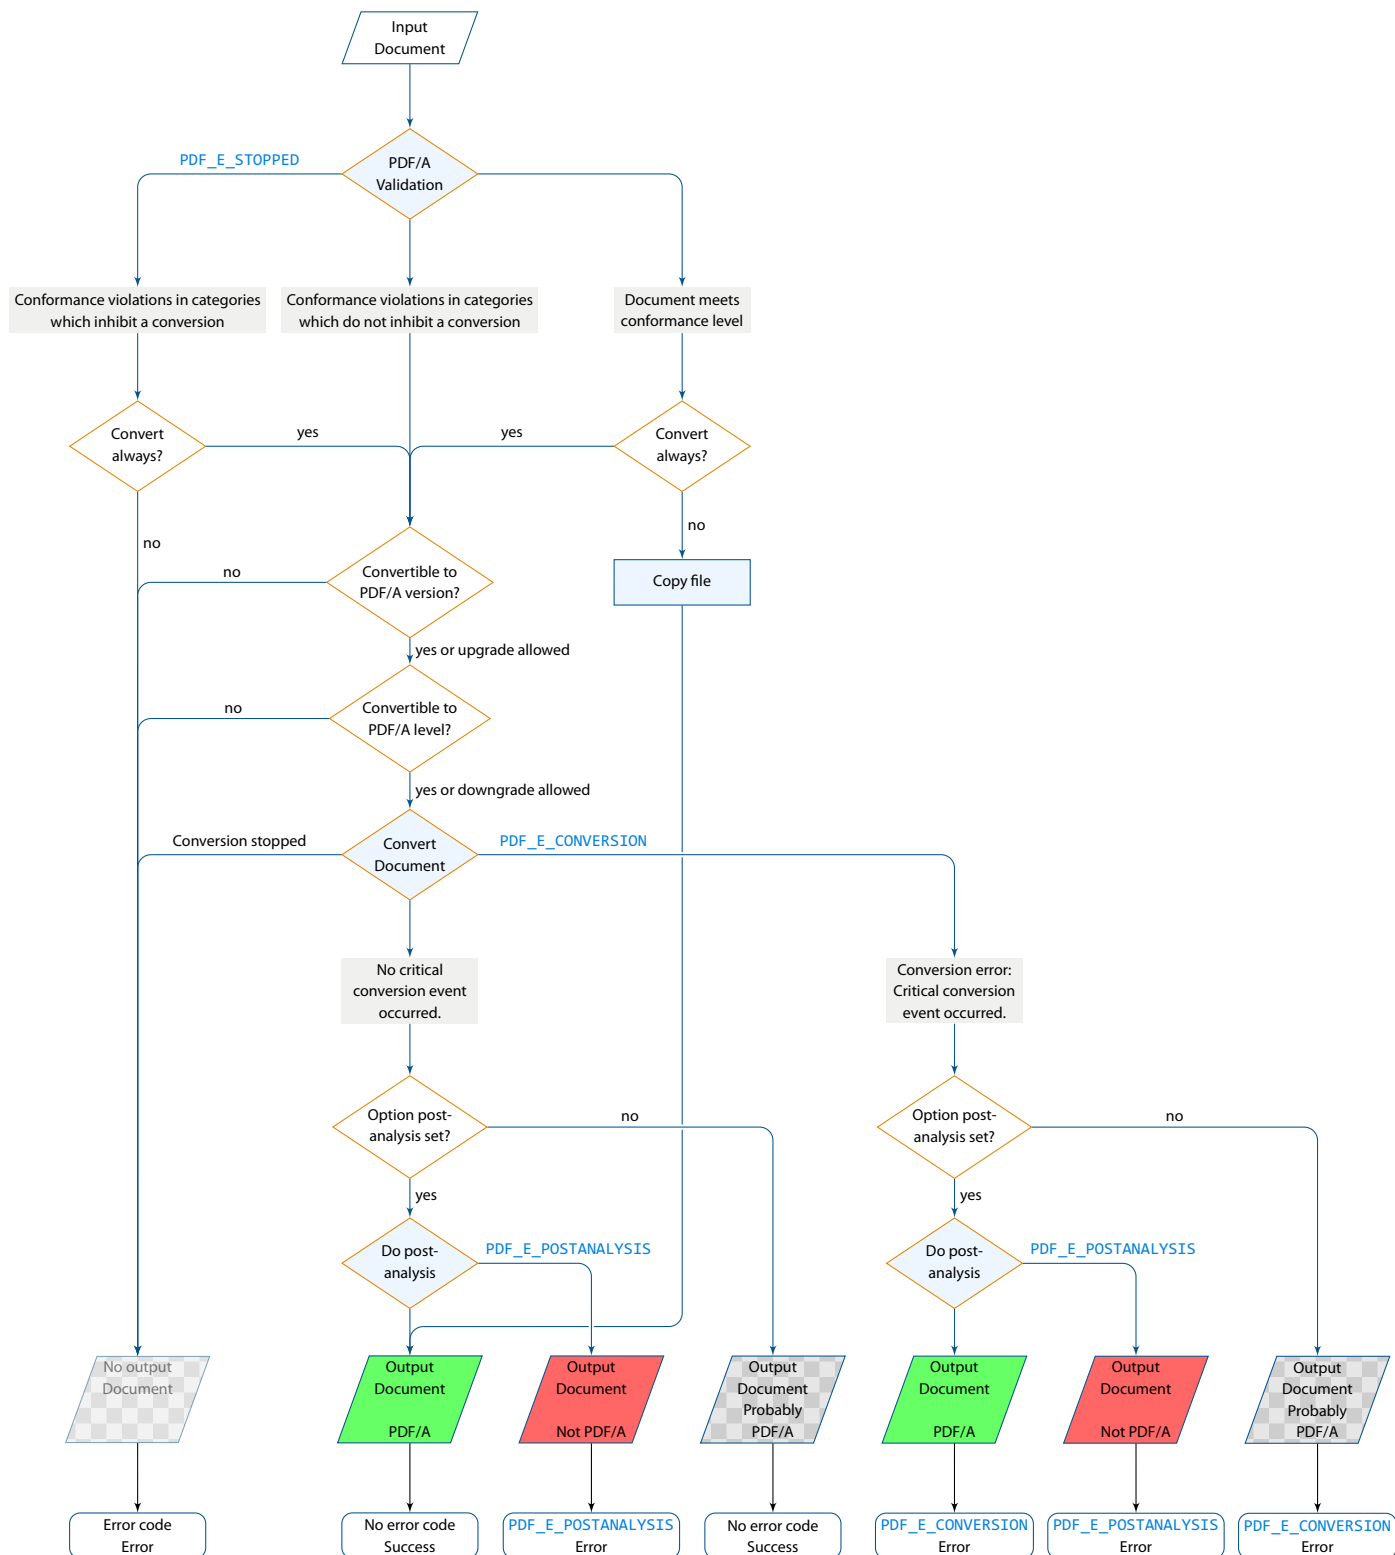 Input
Document
PDF_E_STOPPED
PDF/A
Validation
Conformance violations in categories
which inhibit a conversion
Conformance violations in categories
which do not inhibit a conversion
Document meets
conformance level
Convert
always?
yes
yes
Convert
always?
no
no
no
Convertible to
PDF/A version?
Copy file
yes or upgrade allowed
no
Convertible to
PDF/A level?
yes or downgrade allowed
Conversion stopped
Convert
Document
PDF_E_CONVERSION
No critical
conversion event
occurred.
Conversion error:
Critical conversion
event occurred.
Option post-
analysis set?
no
Option post-
analysis set?
no
yes
yes
Do post-
analysis
PDF_E_POSTANALYSIS
Do post-
analysis
PDF_E_POSTANALYSIS
No output
Document
Output
Document
PDF/A
Output
Document
Not PDF/A
Output
Document
Probably
PDF/A
Output
Document
PDF/A
Output
Document
Not PDF/A
Output
Document
Probably
PDF/A
Error code
Error
No error code
Success
PDF_E_POSTANALYSIS
Error
No error code
Success
PDF_E_CONVERSION
Error
PDF_E_POSTANALYSIS
Error
PDF_E_CONVERSION
Error